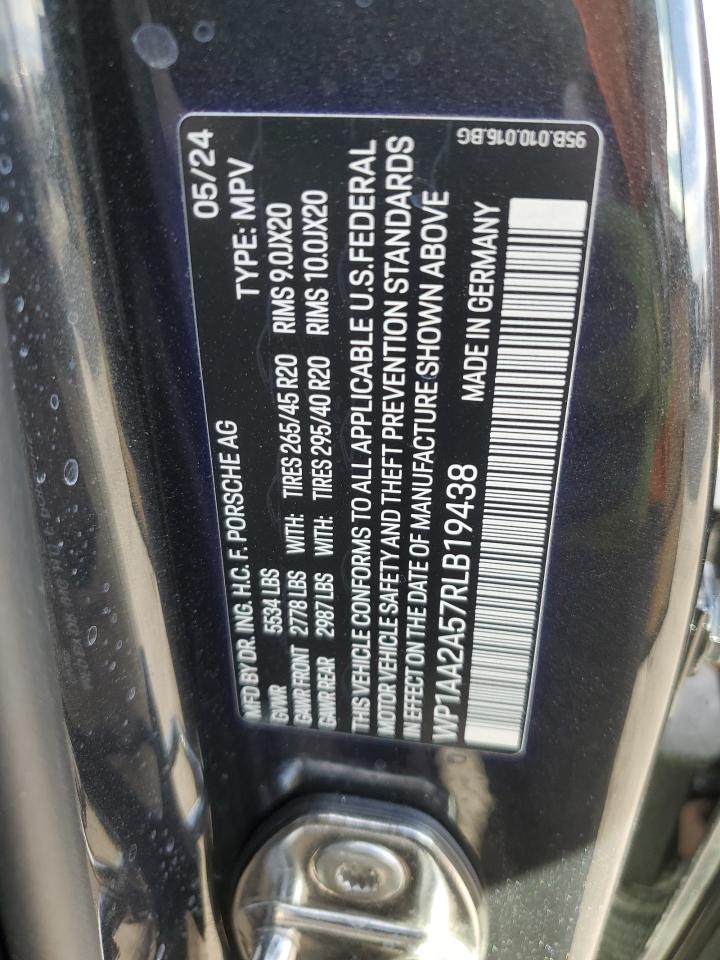 MFD BY DR. ING. H.C. F. PORSCHE AG 05/24
GVWR 5534 LBS TYPE: MPV
GAWR FRONT 2778 LBS WITH: TIRES 265/45 R20 RIMS 9.0JX20
GAWR REAR 2987 LBS WITH: TIRES 295/40 R20 RIMS 10.0JX20
THIS VEHICLE CONFORMS TO ALL APPLICABLE U.S. FEDERAL
MOTOR VEHICLE SAFETY AND THEFT PREVENTION STANDARDS
IN EFFECT ON THE DATE OF MANUFACTURE SHOWN ABOVE
WP1AA2A57RLB19438 MADE IN GERMANY
95B.010.016.BG